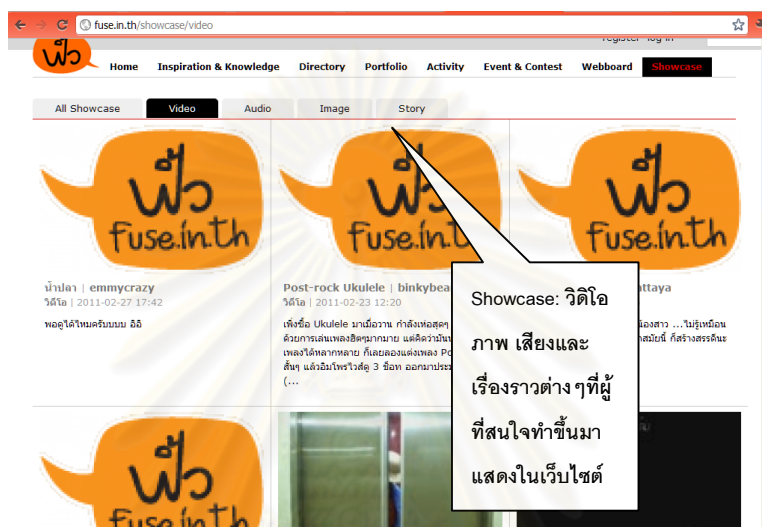 fuse.in.th/showcase/video
register log in
ฟิ้ว
Home Inspiration & Knowledge Directory Portfolio Activity Event & Contest Webboard Showcase
All Showcase Video Audio Image Story
ฟิ้ว
fuse.in.th
ฟิ้ว
fuse.in.th
ฟิ้ว
fuse.in.th
น้ำปลา | emmycrazy
วิดีโอ | 2011-02-27 17:42
พอดูได้ไหมครับบบบ อิอิ
Post-rock Ukulele | binkybea
วิดีโอ | 2011-02-23 12:20
เพิ่งซื้อ Ukulele มาเมื่อวาน กำลังเห่อสุดๆ
ด้วยการเล่นเพลงฮิตๆมากมาย แต่คิดว่ามัน
เพลงได้หลากหลาย ก็เลยลองแต่งเพลง Po
สั้นๆ แล้วอิมโพรไวส์ดู 3 ช็อท ออกมาประม
(...
ttaya
น้องสาว ...ไม่รู้เหมือน
สมัยนี้ ก็สร้างสรรดีนะ
Showcase: วิดิโอ
ภาพ เสียงและ
เรื่องราวต่าง ๆที่ผู้
ที่สนใจทำขึ้นมา
แสดงในเว็บไซต์
ฟิ้ว
fuse.in.th